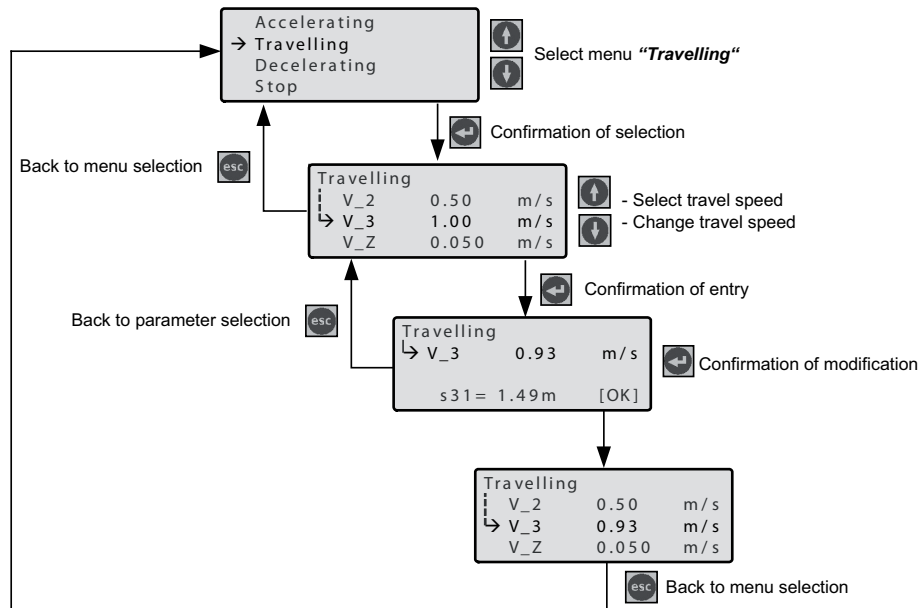 Accelerating
→ Travelling
Decelerating
Stop
Select menu "Travelling"
Confirmation of selection
Back to menu selection
esc
Travelling
V_2 0.50 m/s
V_3 1.00 m/s
V_Z 0.050 m/s
- Select travel speed
- Change travel speed
Confirmation of entry
Back to parameter selection
esc
Travelling
V_3 0.93 m/s
s31= 1.49m [OK]
Confirmation of modification
Travelling
V_2 0.50 m/s
V_3 0.93 m/s
V_Z 0.050 m/s
esc
Back to menu selection